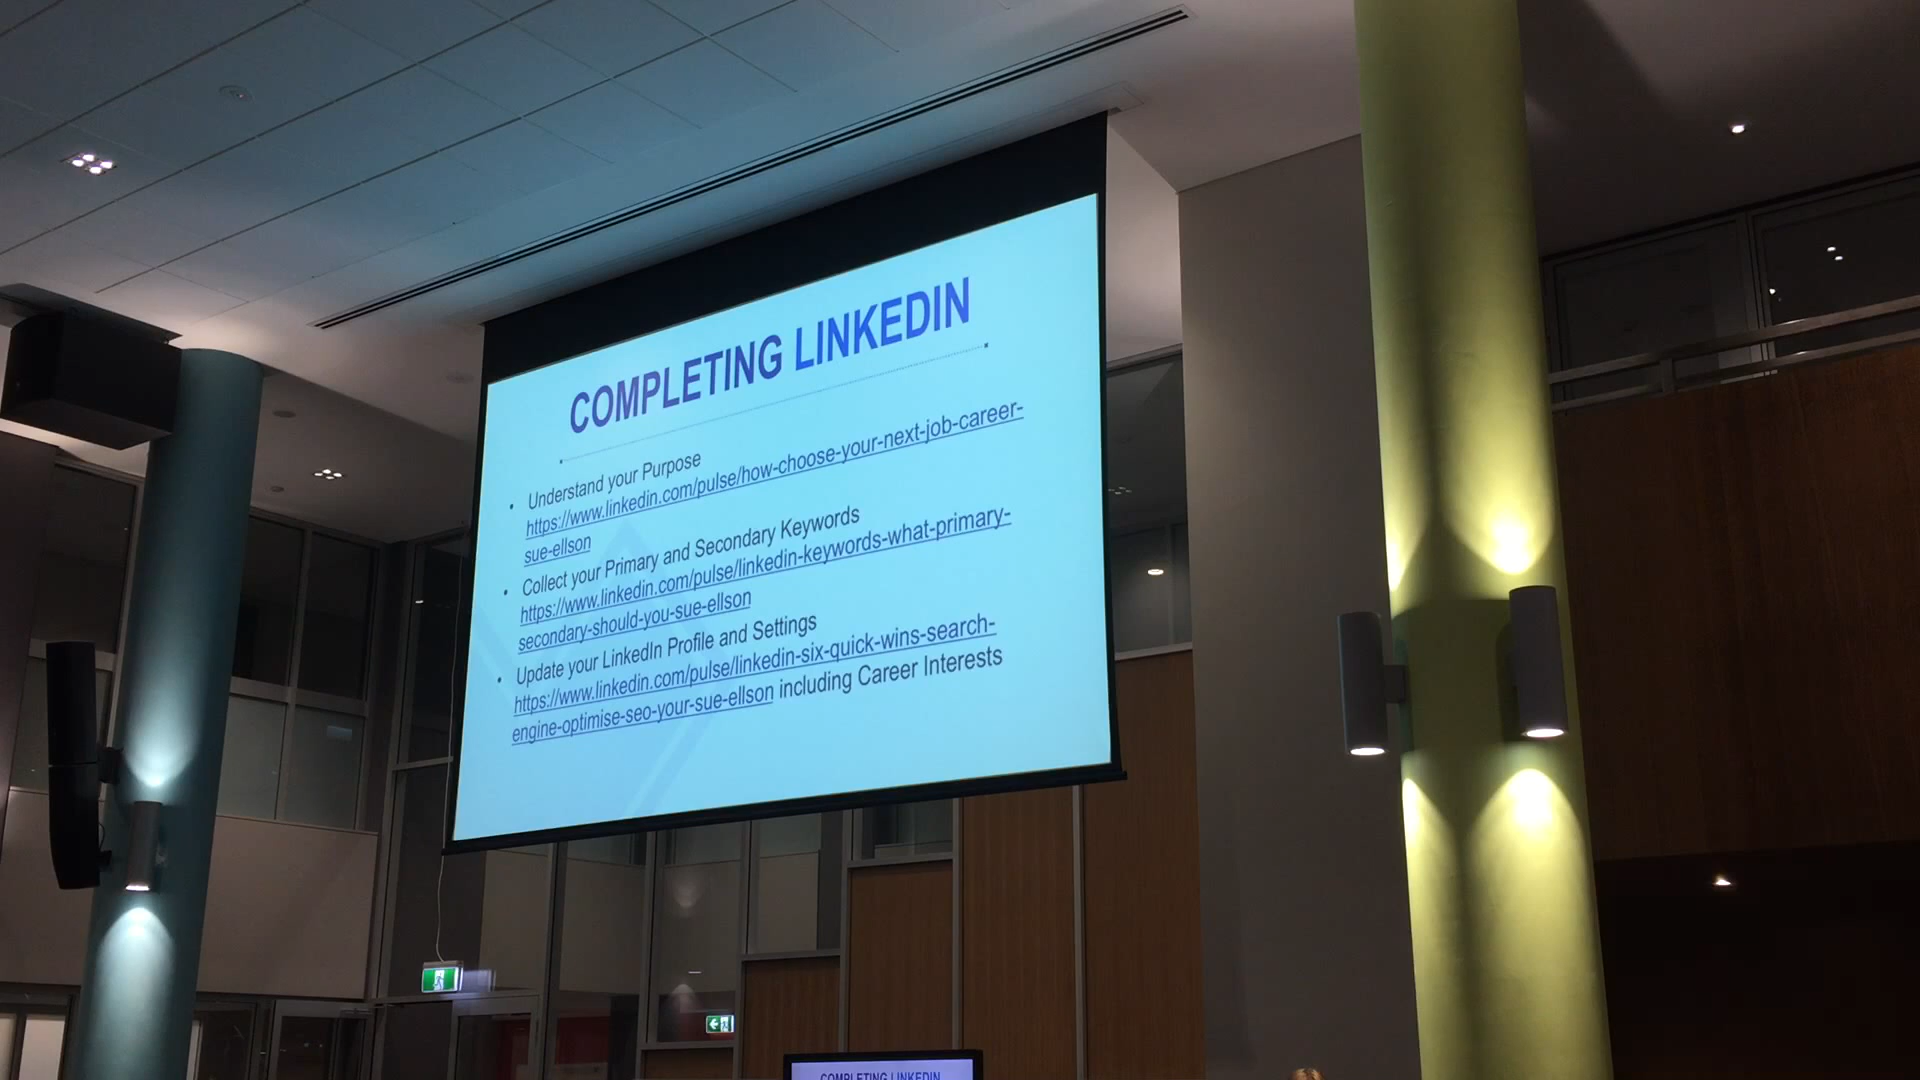 COMPLETING LINKEDIN
• Understand your Purpose
https://www.linkedin.com/pulse/how-choose-your-next-job-career-
sue-ellson
• Collect your Primary and Secondary Keywords
https://www.linkedin.com/pulse/linkedin-keywords-what-primary-
secondary-should-you-sue-ellson
• Update your LinkedIn Profile and Settings
https://www.linkedin.com/pulse/linkedin-six-quick-wins-search-
engine-optimise-seo-your-sue-ellson including Career Interests
COMPLETING LINKEDIN